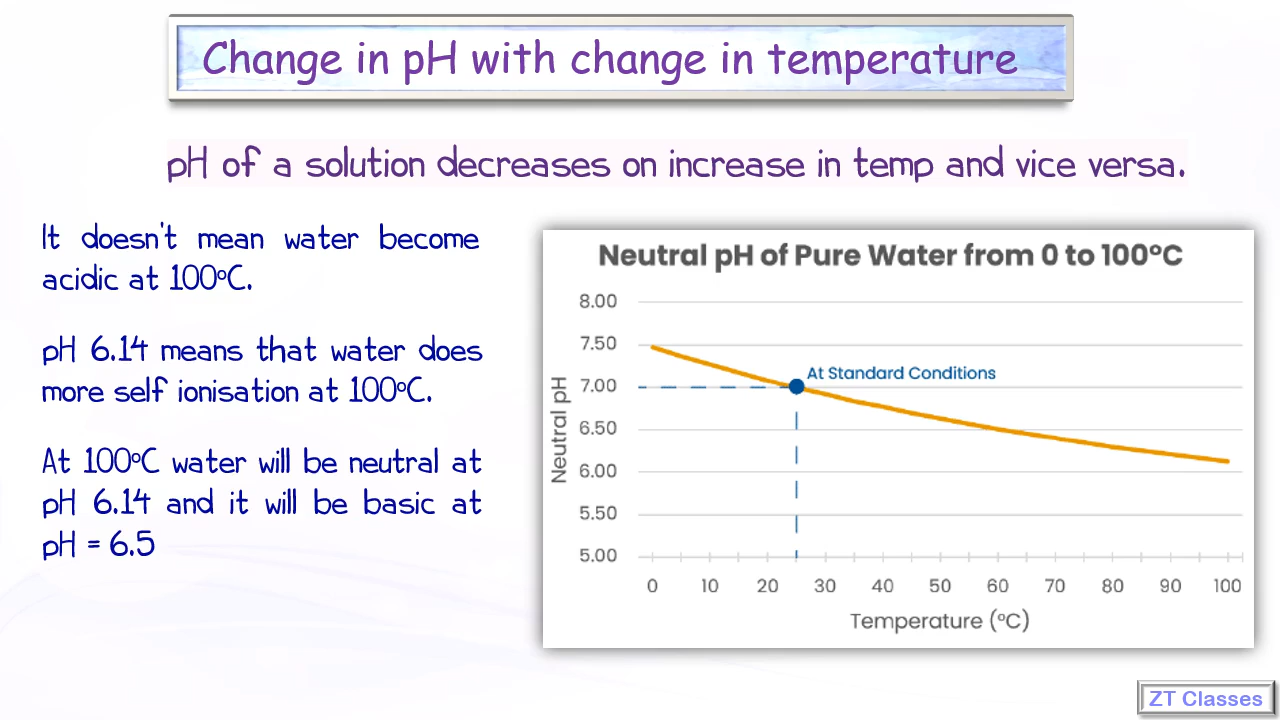 Change in pH with change in temperature
pH of a solution decreases on increase in temp and vice versa.
It doesn't mean water become
acidic at 100°C.
pH 6.14 means that water does
more self ionisation at 100°C.
At 100°C water will be neutral at
pH 6.14 and it will be basic at
pH = 6.5
Neutral pH of Pure Water from 0 to 100°C
8.00
7.50
7.00
6.50
6.00
5.50
5.00
Neutral pH
At Standard Conditions
0 10 20 30 40 50 60 70 80 90 100
Temperature (°C)
ZT Classes